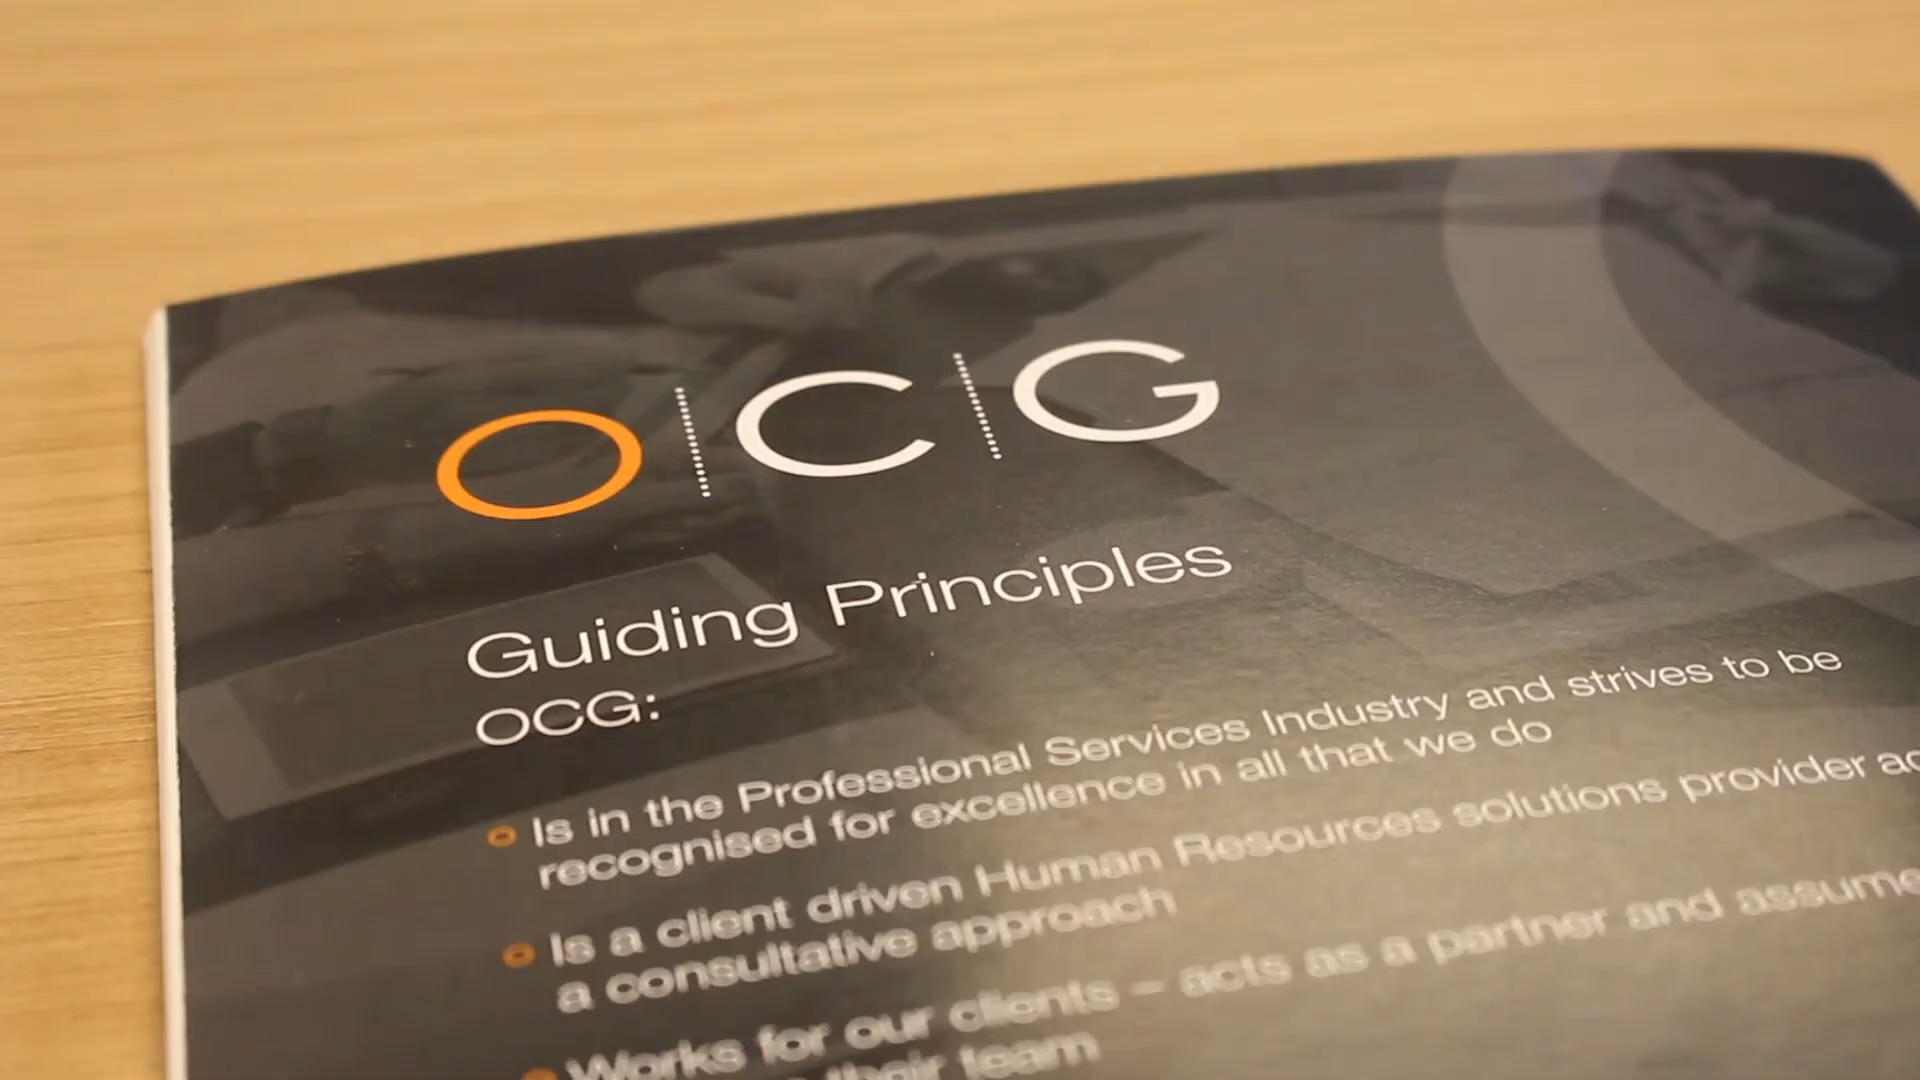 O C G
Guiding Principles
OCG:
Is in the Professional Services Industry and strives to be
recognised for excellence in all that we do
Is a client driven Human Resources solutions provider
a consultative approach
Works for our clients – acts as a partner and
their team